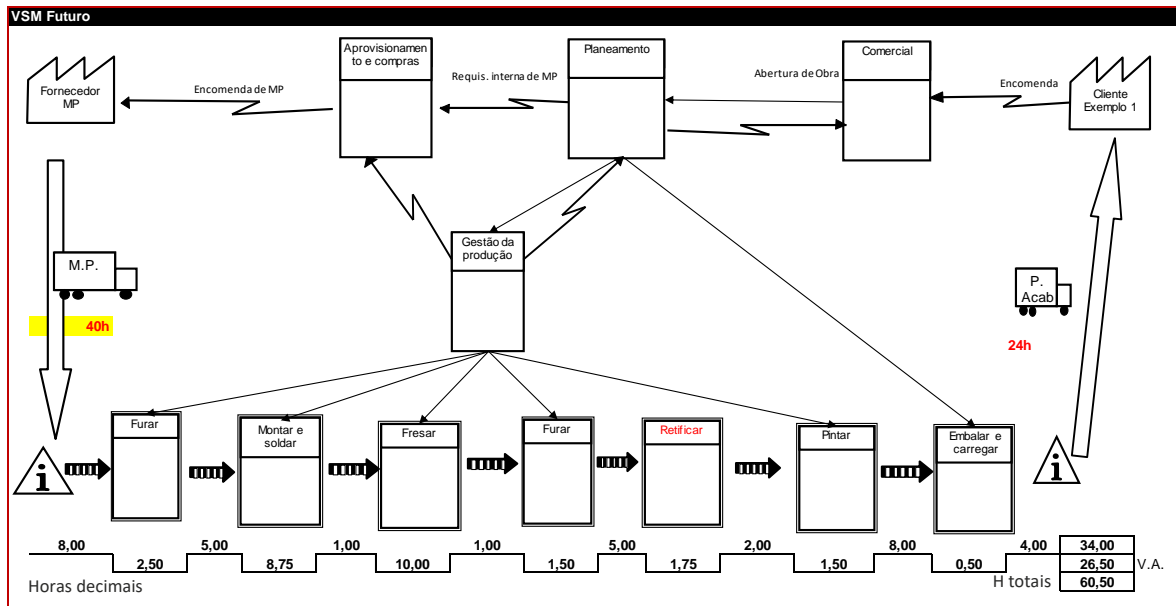 VSM Futuro
Fornecedor
MP
Encomenda de MP
Aprovisionamen
to e compras
Requis. interna de MP
Planeamento
Abertura de Obra
Comercial
Encomenda
Cliente
Exemplo 1
Gestão da
produção
M.P.
40h
P.
Acab
24h
i
Furar
Montar e
soldar
Fresar
Furar
Retificar
Pintar
Embalar e
carregar
i
8,00 5,00 1,00 1,00 5,00 2,00 8,00 4,00 34,00
2,50 8,75 10,00 1,50 1,75 1,50 0,50 26,50 V.A.
Horas decimais H totais 60,50